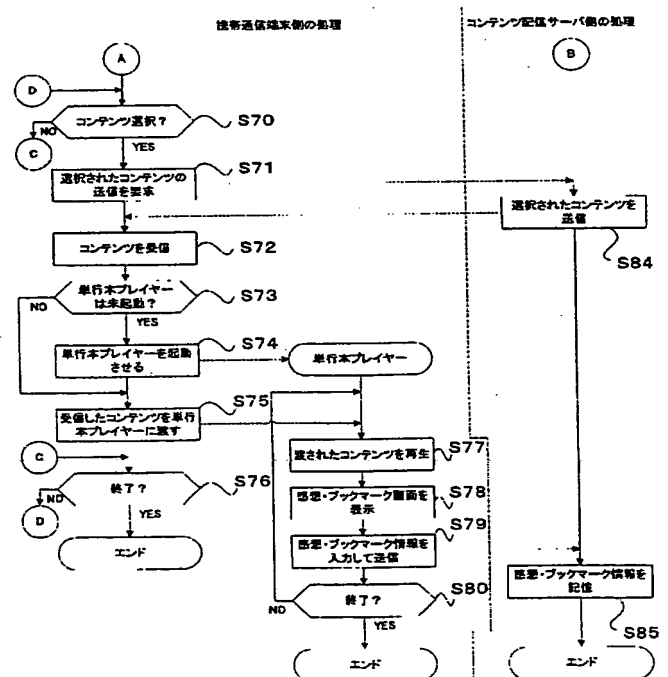 携帯通信端末側の処理
コンテンツ配信サーバ側の処理
A
B
D
コンテンツ選択？
S70
NO
YES
C
選択されたコンテンツの
送信を要求
S71
選択されたコンテンツを
送信
S84
コンテンツを受信
S72
単行本プレイヤー
は未起動？
S73
NO
YES
単行本プレイヤーを起動
させる
S74
単行本プレイヤー
受信したコンテンツを単行
本プレイヤーに渡す
S75
渡されたコンテンツを再生
S77
終了？
S76
NO
D
YES
エンド
感想・ブックマーク画面を
表示
S78
感想・ブックマーク情報を
入力して送信
S79
終了？
S80
NO
YES
エンド
感想・ブックマーク情報を
記憶
S85
エンド